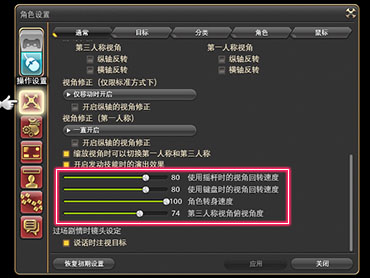 角色设置
通常 目标 分类 角色 鼠标
操作设置
第三人称视角 第一人称视角
纵轴反转 纵轴反转
横轴反转 横轴反转
视角修正（仅限标准方式下）
仅移动时开启
开启纵轴的视角修正
视角修正（第一人称）
一直开启
开启纵轴的视角修正
缩放视角时可以切换第一人称和第三人称
开启发动技能时的演出效果
80 使用摇杆时的视角回转速度
80 使用键盘时的视角回转速度
100 角色转身速度
74 第三人称视角俯视角度
过场剧情时镜头设定
说话时注视目标
恢复初期设置 应用 关闭